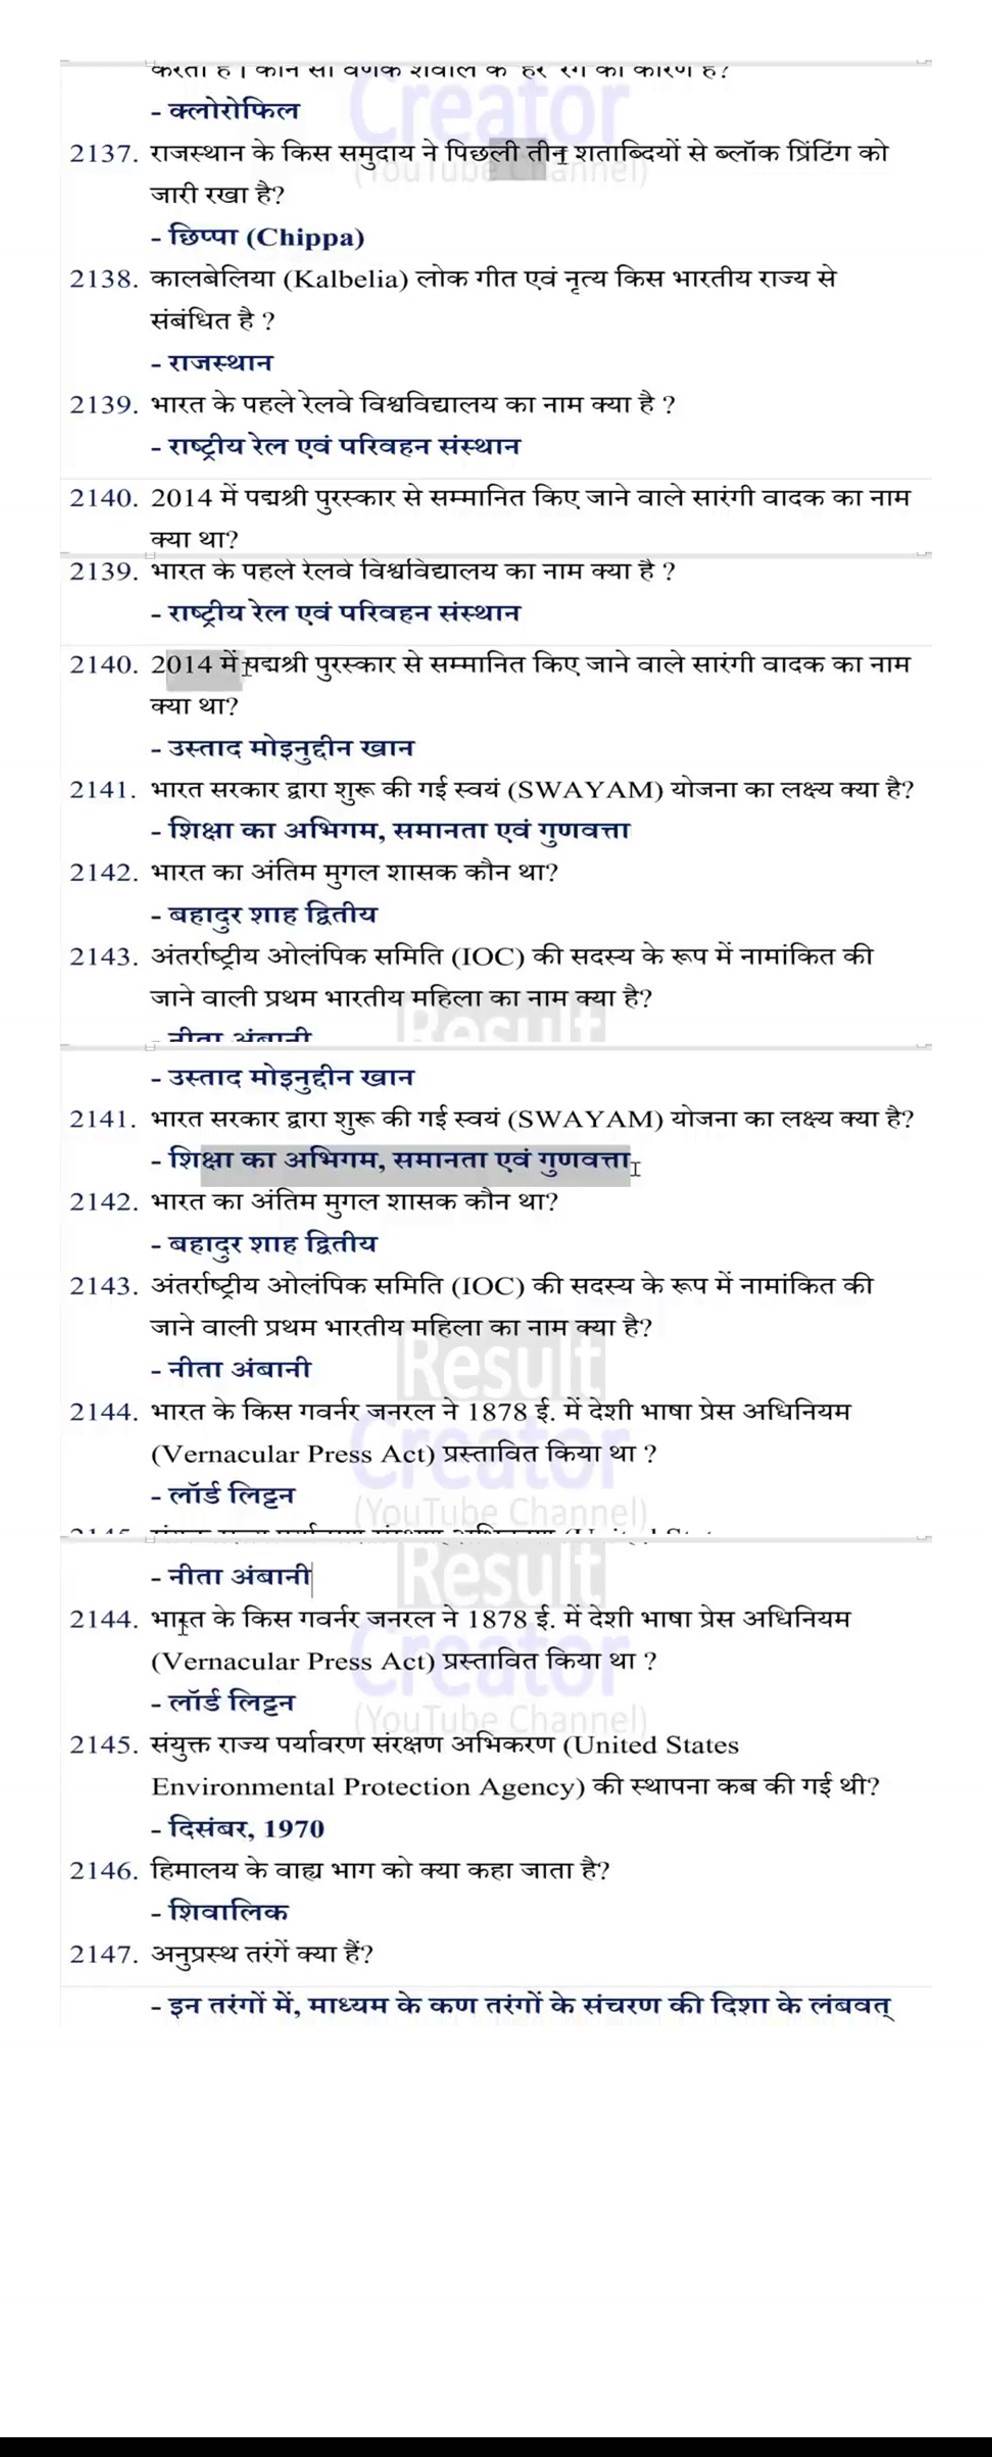 करता है। कौन सा वर्णक शैवाल के हरे रंग का कारण है?
- क्लोरोफिल
Creator
2137. राजस्थान के किस समुदाय ने पिछली तीन शताब्दियों से ब्लॉक प्रिंटिंग को
(YouTube Channel)
जारी रखा है?
- छिप्पा (Chippa)
2138. कालबेलिया (Kalbelia) लोक गीत एवं नृत्य किस भारतीय राज्य से
संबंधित है ?
- राजस्थान
2139. भारत के पहले रेलवे विश्वविद्यालय का नाम क्या है ?
- राष्ट्रीय रेल एवं परिवहन संस्थान
2140. 2014 में पद्मश्री पुरस्कार से सम्मानित किए जाने वाले सारंगी वादक का नाम
क्या था?
2139. भारत के पहले रेलवे विश्वविद्यालय का नाम क्या है ?
- राष्ट्रीय रेल एवं परिवहन संस्थान
2140. 2014 में पद्मश्री पुरस्कार से सम्मानित किए जाने वाले सारंगी वादक का नाम
क्या था?
- उस्ताद मोइनुद्दीन खान
2141. भारत सरकार द्वारा शुरू की गई स्वयं (SWAYAM) योजना का लक्ष्य क्या है?
- शिक्षा का अभिगम, समानता एवं गुणवत्ता
2142. भारत का अंतिम मुगल शासक कौन था?
- बहादुर शाह द्वितीय
2143. अंतर्राष्ट्रीय ओलंपिक समिति (IOC) की सदस्य के रूप में नामांकित की
जाने वाली प्रथम भारतीय महिला का नाम क्या है?
Result
- नीता अंबानी
- उस्ताद मोइनुद्दीन खान
2141. भारत सरकार द्वारा शुरू की गई स्वयं (SWAYAM) योजना का लक्ष्य क्या है?
- शिक्षा का अभिगम, समानता एवं गुणवत्ता
2142. भारत का अंतिम मुगल शासक कौन था?
- बहादुर शाह द्वितीय
2143. अंतर्राष्ट्रीय ओलंपिक समिति (IOC) की सदस्य के रूप में नामांकित की
जाने वाली प्रथम भारतीय महिला का नाम क्या है?
Result
- नीता अंबानी
2144. भारत के किस गवर्नर जनरल ने 1878 ई. में देशी भाषा प्रेस अधिनियम
Creator
(Vernacular Press Act) प्रस्तावित किया था ?
- लॉर्ड लिट्टन
(YouTube Channel)
Result
- नीता अंबानी
2144. भारत के किस गवर्नर जनरल ने 1878 ई. में देशी भाषा प्रेस अधिनियम
Creator
(Vernacular Press Act) प्रस्तावित किया था ?
- लॉर्ड लिट्टन
(YouTube Channel)
2145. संयुक्त राज्य पर्यावरण संरक्षण अभिकरण (United States
Environmental Protection Agency) की स्थापना कब की गई थी?
- दिसंबर, 1970
2146. हिमालय के वाह्य भाग को क्या कहा जाता है?
- शिवालिक
2147. अनुप्रस्थ तरंगें क्या हैं?
- इन तरंगों में, माध्यम के कण तरंगों के संचरण की दिशा के लंबवत्